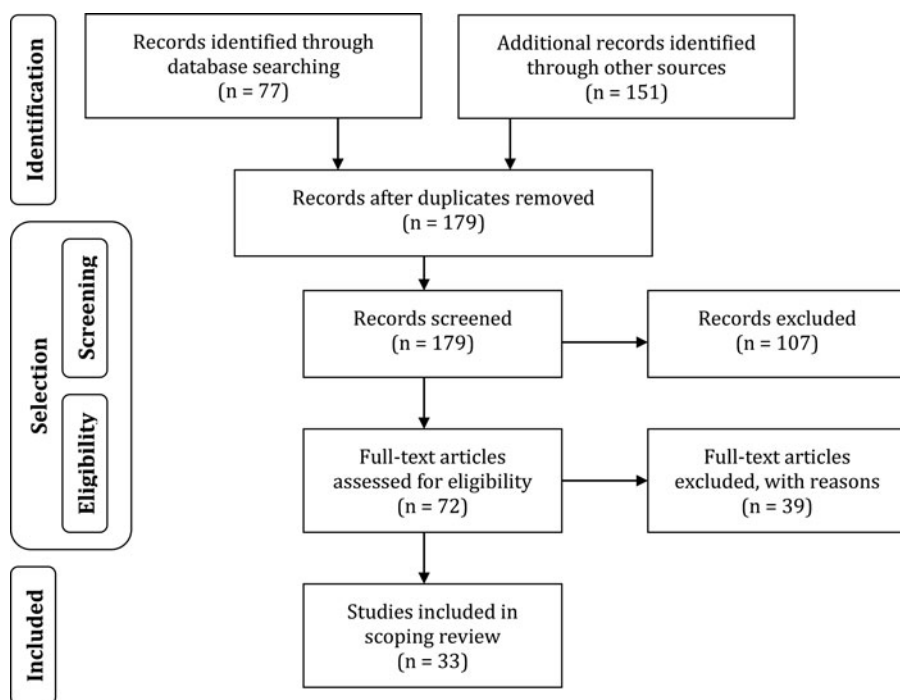 Identification
Records identified through
database searching
(n = 77)
Additional records identified
through other sources
(n = 151)
Records after duplicates removed
(n = 179)
Selection
Screening
Records screened
(n = 179)
Records excluded
(n = 107)
Eligibility
Full-text articles
assessed for eligibility
(n = 72)
Full-text articles
excluded, with reasons
(n = 39)
Included
Studies included in
scoping review
(n = 33)